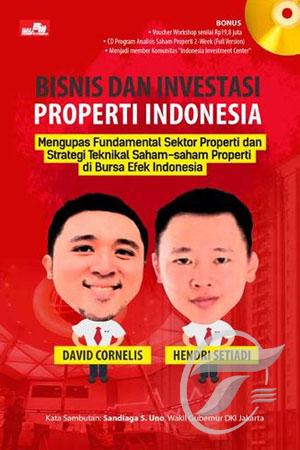 BONUS
• Voucher Workshop senilai Rp19,8 juta
• CD Program Analisis Saham Properti 2-Week (Full Version)
• Menjadi member Komunitas "Indonesia Investment Center"
BISNIS DAN INVESTASI
PROPERTI INDONESIA
Mengupas Fundamental Sektor Properti dan
Strategi Teknikal Saham-saham Properti
di Bursa Efek Indonesia
DAVID CORNELIS
HENDRI SETIADI
Kata Sambutan: Sandiaga S. Uno, Wakil Gubernur DKI Jakarta